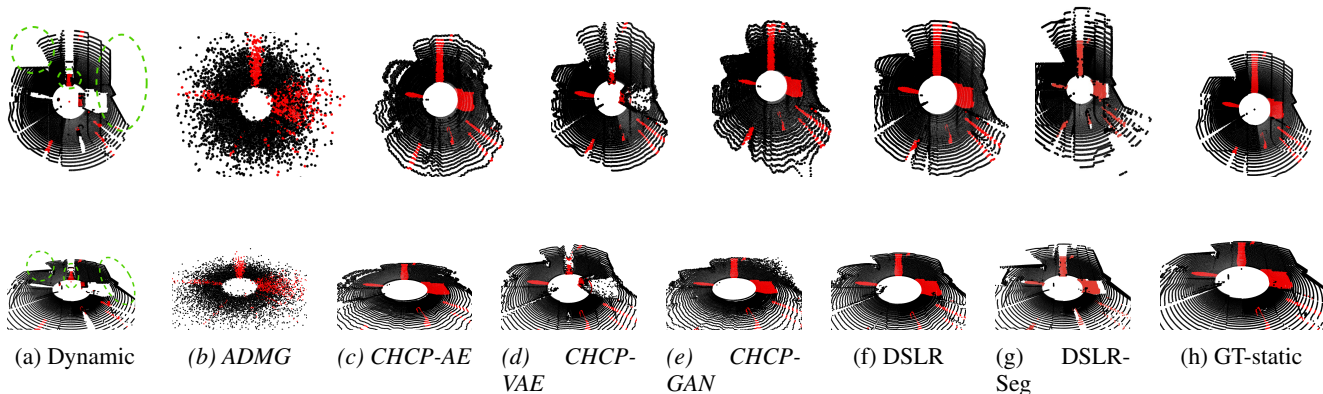 (a) Dynamic (b) ADMG (c) CHCP-AE (d) CHCP- (e) CHCP- (f) DSLR (g) DSLR- (h) GT-static
VAE GAN Seg